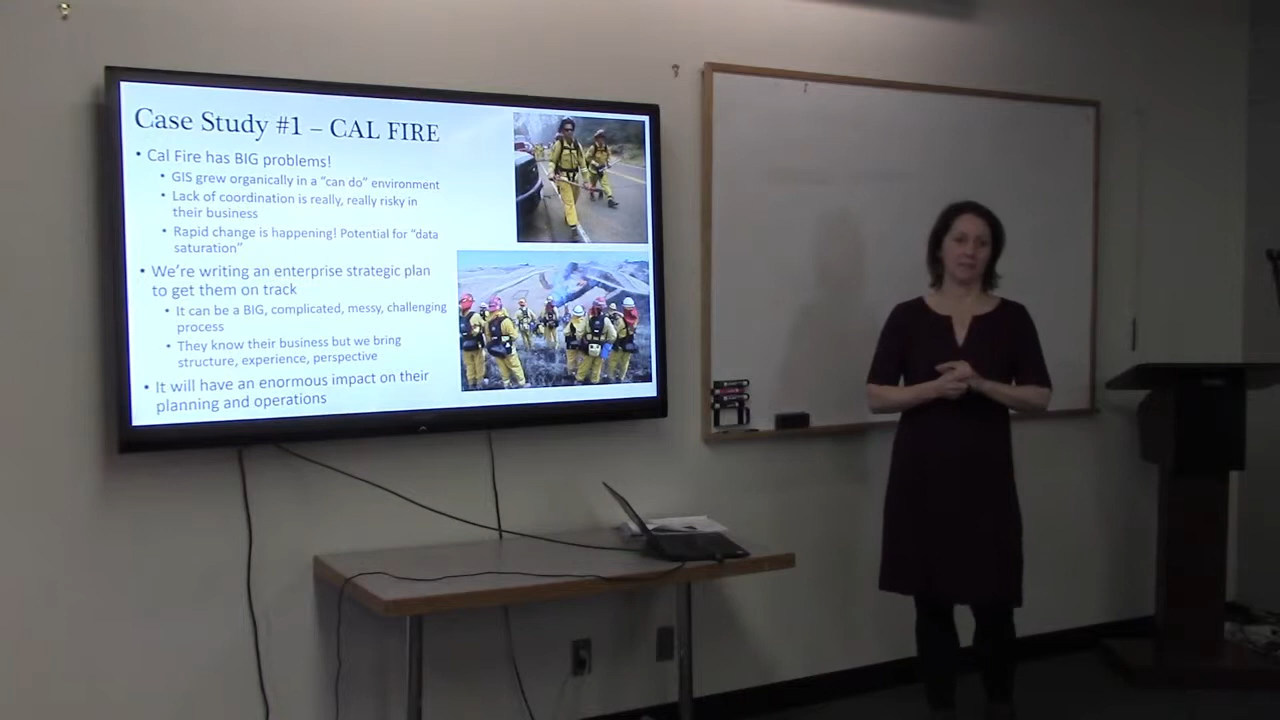 Case Study #1 – CAL FIRE
• Cal Fire has BIG problems!
• GIS grew organically in a “can do” environment
• Lack of coordination is really, really risky in
their business
• Rapid change is happening! Potential for “data
saturation”
• We’re writing an enterprise strategic plan
to get them on track
• It can be a BIG, complicated, messy, challenging
process
• They know their business but we bring
structure, experience, perspective
• It will have an enormous impact on their
planning and operations